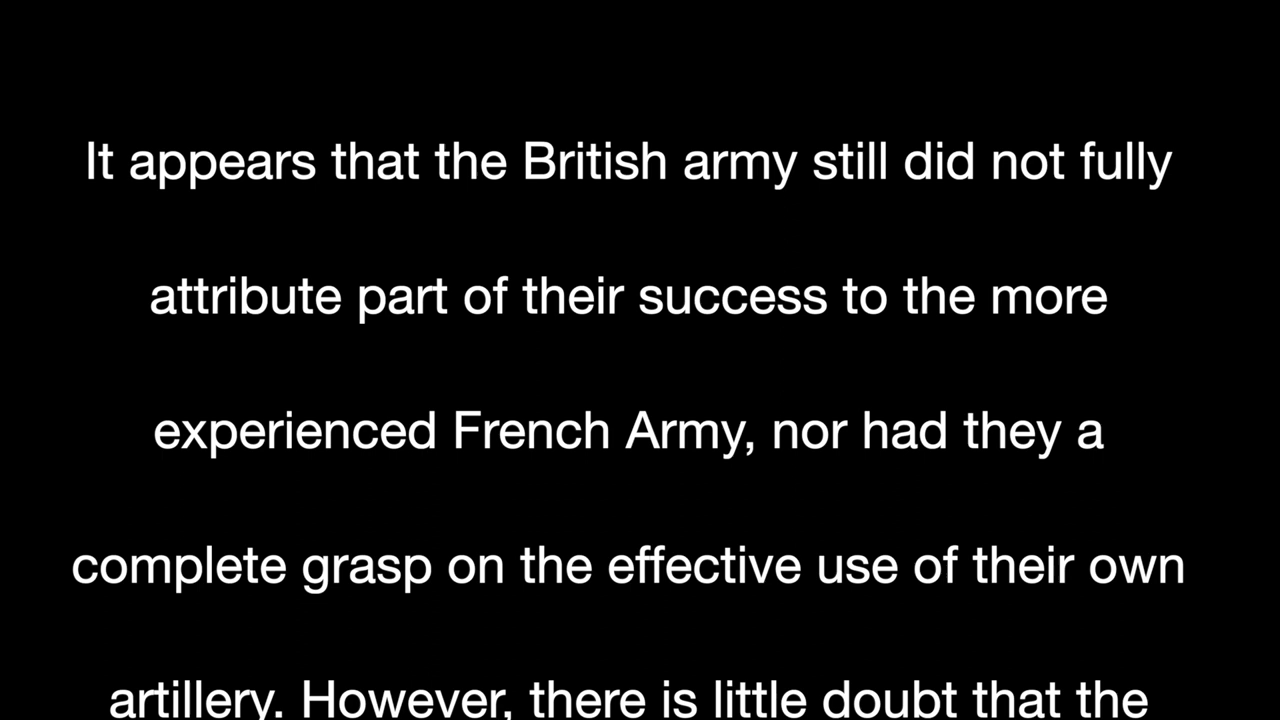 It appears that the British army still did not fully
attribute part of their success to the more
experienced French Army, nor had they a
complete grasp on the effective use of their own
artillery. However, there is little doubt that the